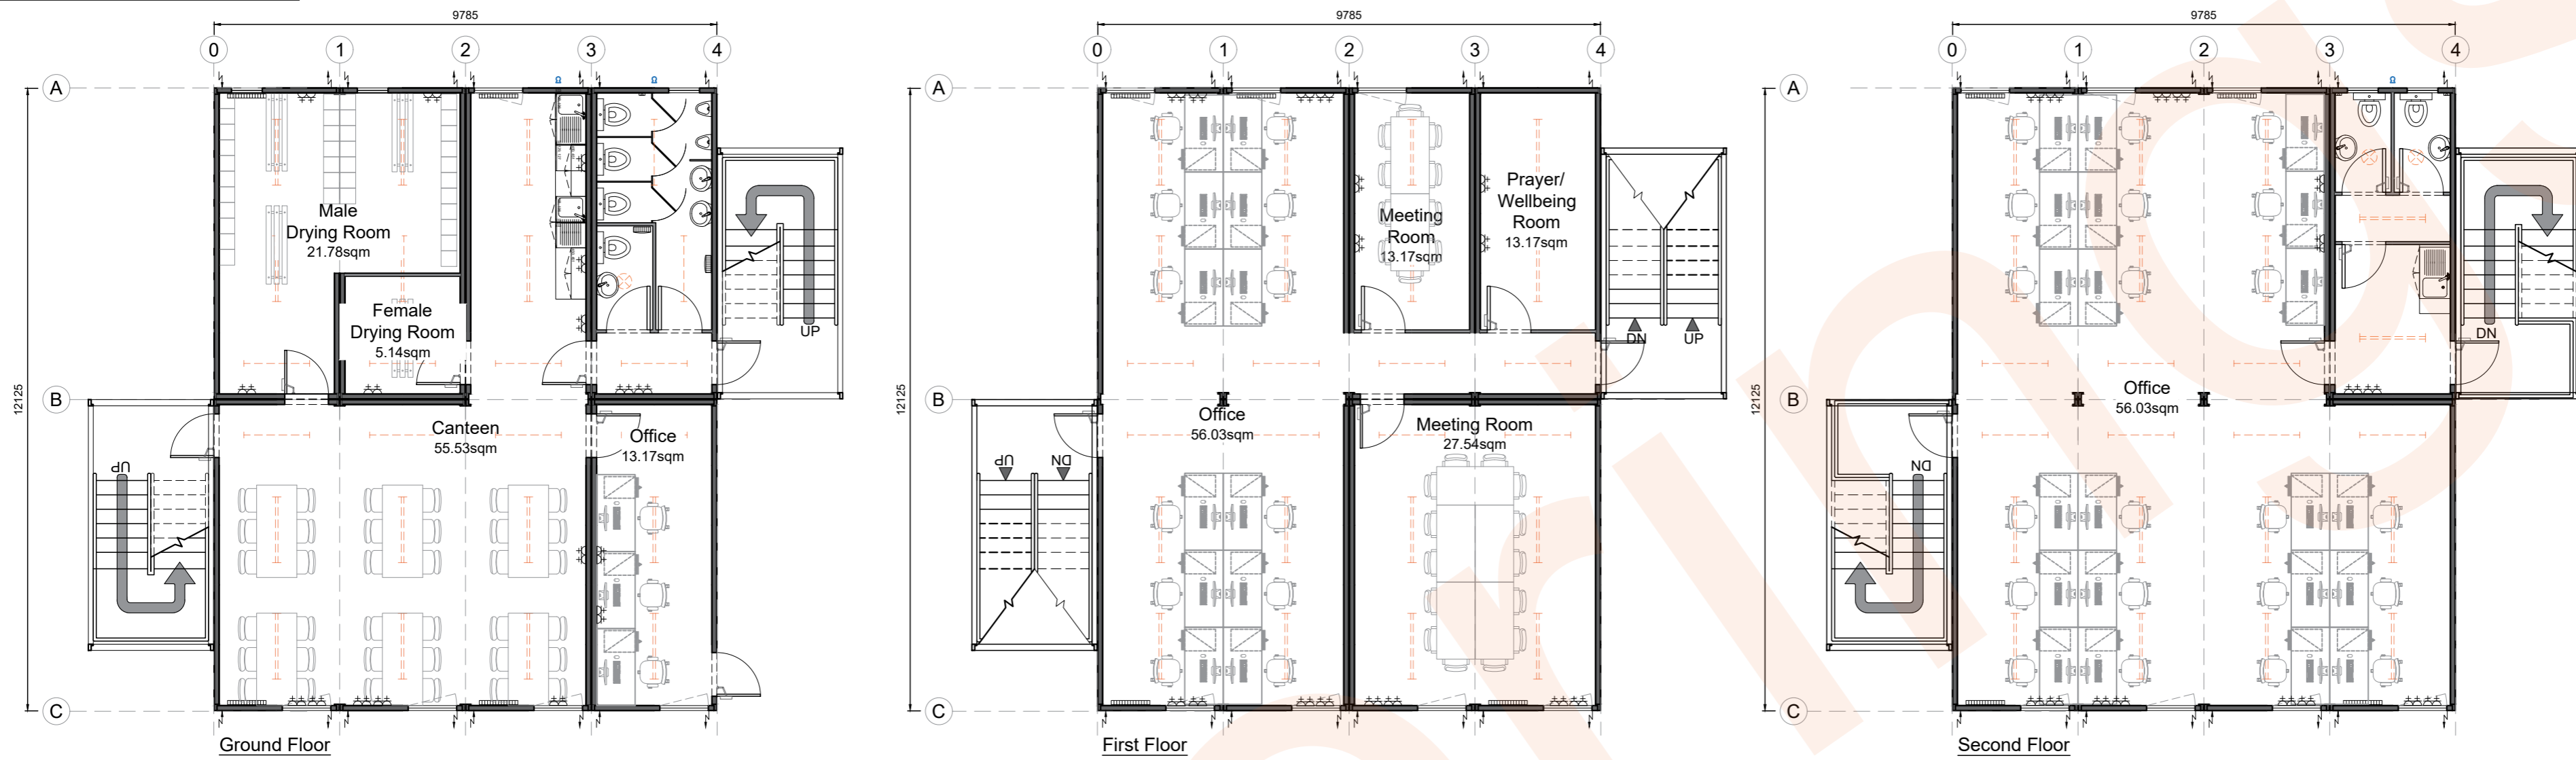 9785
0 1 2 3 4
A
B
C
12125
Male
Drying Room
21.78sqm
Female
Drying Room
5.14sqm
Canteen
55.53sqm
Office
13.17sqm
UP
UP
Ground Floor
9785
0 1 2 3 4
A
B
C
12125
Meeting
Room
13.17sqm
Prayer/
Wellbeing
Room
13.17sqm
DN
UP
Office
56.03sqm
Meeting Room
27.54sqm
UP
DN
First Floor
9785
0 1 2 3 4
A
B
C
12125
Office
56.03sqm
DN
DN
Second Floor